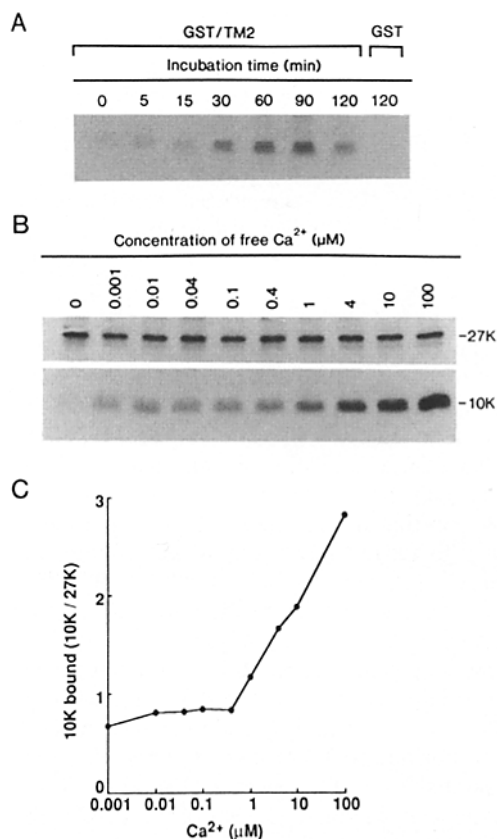 A
GST/TM2 GST
Incubation time (min)
0 5 15 30 60 90 120 120
B
Concentration of free Ca²⁺ (µM)
0 0.001 0.01 0.04 0.1 0.4 1 4 10 100
-27K
-10K
C
10K bound (10K / 27K)
3
2
1
0
0.001 0.01 0.1 1 10 100
Ca²⁺ (µM)